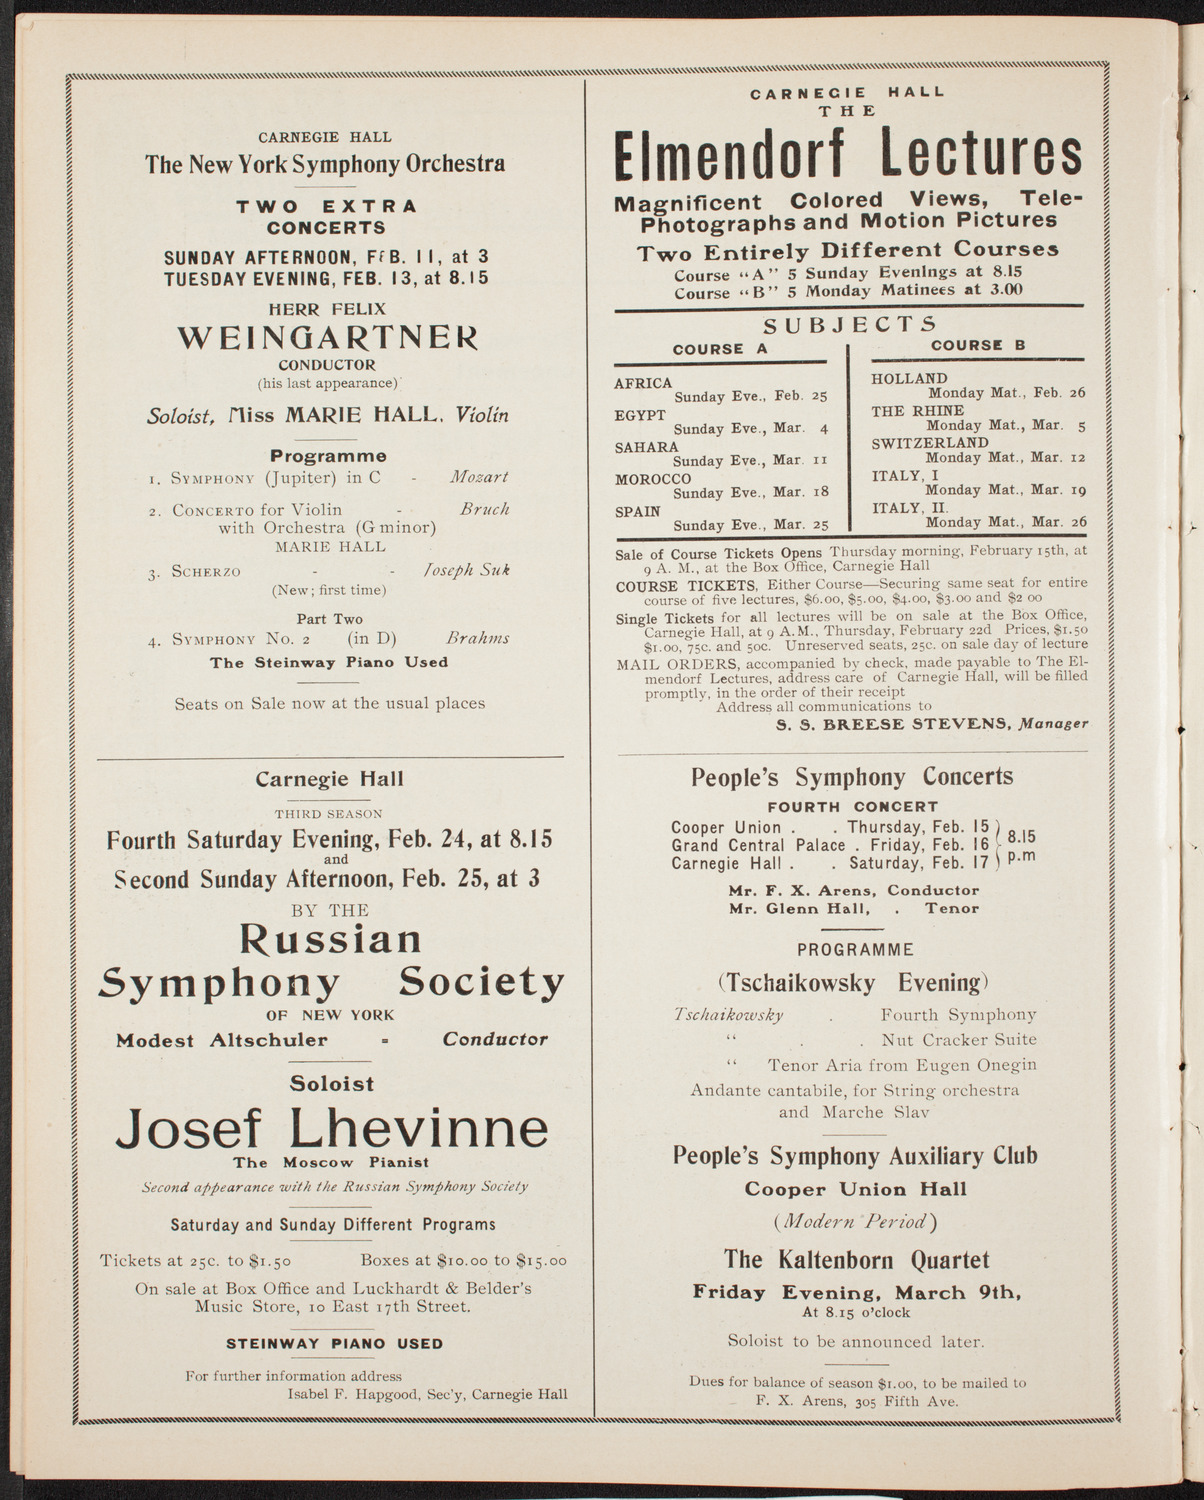 CARNEGIE HALL
The New York Symphony Orchestra
TWO EXTRA
CONCERTS
SUNDAY AFTERNOON, FEB. 11, at 3
TUESDAY EVENING, FEB. 13, at 8.15
HERR FELIX
WEINGARTNER
CONDUCTOR
(his last appearance)
Soloist, Miss MARIE HALL, Violin
Programme
1. SYMPHONY (Jupiter) in C - Mozart
2. CONCERTO for Violin - Bruch
with Orchestra (G minor)
MARIE HALL
3. SCHERZO - - Joseph Suk
(New; first time)
Part Two
4. SYMPHONY NO. 2 (in D) Brahms
The Steinway Piano Used
Seats on Sale now at the usual places
Carnegie Hall
THIRD SEASON
Fourth Saturday Evening, Feb. 24, at 8.15
and
Second Sunday Afternoon, Feb. 25, at 3
BY THE
Russian
Symphony Society
OF NEW YORK
Modest Altschuler = Conductor
Soloist
Josef Lhevinne
The Moscow Pianist
Second appearance with the Russian Symphony Society
Saturday and Sunday Different Programs
Tickets at 25c. to $1.50 Boxes at $10.00 to $15.00
On sale at Box Office and Luckhardt & Belder's
Music Store, 10 East 17th Street.
STEINWAY PIANO USED
For further information address
Isabel F. Hapgood, Sec'y, Carnegie Hall
CARNEGIE HALL
THE
Elmendorf Lectures
Magnificent Colored Views, Tele-
Photographs and Motion Pictures
Two Entirely Different Courses
Course "A" 5 Sunday Evenings at 8.15
Course "B" 5 Monday Matinees at 3.00
SUBJECTS
COURSE A
AFRICA
Sunday Eve., Feb. 25
EGYPT
Sunday Eve., Mar. 4
SAHARA
Sunday Eve., Mar. 11
MOROCCO
Sunday Eve., Mar. 18
SPAIN
Sunday Eve., Mar. 25
COURSE B
HOLLAND
Monday Mat., Feb. 26
THE RHINE
Monday Mat., Mar. 5
SWITZERLAND
Monday Mat., Mar. 12
ITALY, I
Monday Mat., Mar. 19
ITALY, II.
Monday Mat., Mar. 26
Sale of Course Tickets Opens Thursday morning, February 15th, at
9 A. M., at the Box Office, Carnegie Hall
COURSE TICKETS, Either Course—Securing same seat for entire
course of five lectures, $6.00, $5.00, $4.00, $3.00 and $2 00
Single Tickets for all lectures will be on sale at the Box Office,
Carnegie Hall, at 9 A.M., Thursday, February 22d Prices, $1.50
$1.00, 75c. and 50c. Unreserved seats, 25c. on sale day of lecture
MAIL ORDERS, accompanied by check, made payable to The El-
mendorf Lectures, address care of Carnegie Hall, will be filled
promptly, in the order of their receipt
Address all communications to
S. S. BREESE STEVENS, Manager
People's Symphony Concerts
FOURTH CONCERT
Cooper Union . . Thursday, Feb. 15
Grand Central Palace . Friday, Feb. 16
Carnegie Hall . . Saturday, Feb. 17
8.15
p.m
Mr. F. X. Arens, Conductor
Mr. Glenn Hall, . Tenor
PROGRAMME
(Tschaikowsky Evening)
Tschaikowsky . Fourth Symphony
" . . Nut Cracker Suite
" Tenor Aria from Eugen Onegin
Andante cantabile, for String orchestra
and Marche Slav
People's Symphony Auxiliary Club
Cooper Union Hall
(Modern Period)
The Kaltenborn Quartet
Friday Evening, March 9th,
At 8.15 o'clock
Soloist to be announced later.
Dues for balance of season $1.00, to be mailed to
F. X. Arens, 305 Fifth Ave.